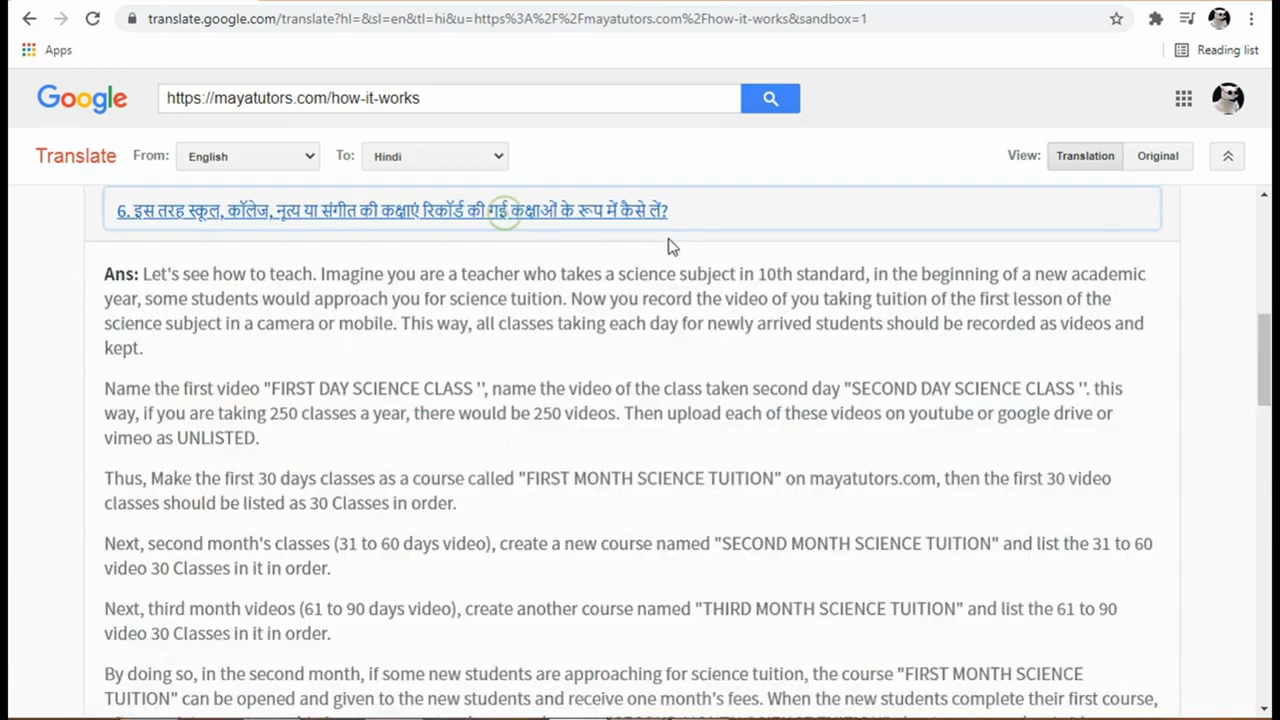 translate.google.com/translate?hl=&sl=en&tl=hi&u=https%3A%2F%2Fmayatutors.com%2Fhow-it-works&sandbox=1
Apps
Reading list
Google
https://mayatutors.com/how-it-works
Translate From: English To: Hindi View: Translation Original
6. इस तरह स्कूल, कॉलेज, नृत्य या संगीत की कक्षाएं रिकॉर्ड की गई कक्षाओं के रूप में कैसे लें?
Ans: Let's see how to teach. Imagine you are a teacher who takes a science subject in 10th standard, in the beginning of a new academic
year, some students would approach you for science tuition. Now you record the video of you taking tuition of the first lesson of the
science subject in a camera or mobile. This way, all classes taking each day for newly arrived students should be recorded as videos and
kept.
Name the first video "FIRST DAY SCIENCE CLASS '', name the video of the class taken second day "SECOND DAY SCIENCE CLASS ''. this
way, if you are taking 250 classes a year, there would be 250 videos. Then upload each of these videos on youtube or google drive or
vimeo as UNLISTED.
Thus, Make the first 30 days classes as a course called "FIRST MONTH SCIENCE TUITION" on mayatutors.com, then the first 30 video
classes should be listed as 30 Classes in order.
Next, second month's classes (31 to 60 days video), create a new course named "SECOND MONTH SCIENCE TUITION" and list the 31 to 60
video 30 Classes in it in order.
Next, third month videos (61 to 90 days video), create another course named "THIRD MONTH SCIENCE TUITION" and list the 61 to 90
video 30 Classes in it in order.
By doing so, in the second month, if some new students are approaching for science tuition, the course "FIRST MONTH SCIENCE
TUITION" can be opened and given to the new students and receive one month's fees. When the new students complete their first course,